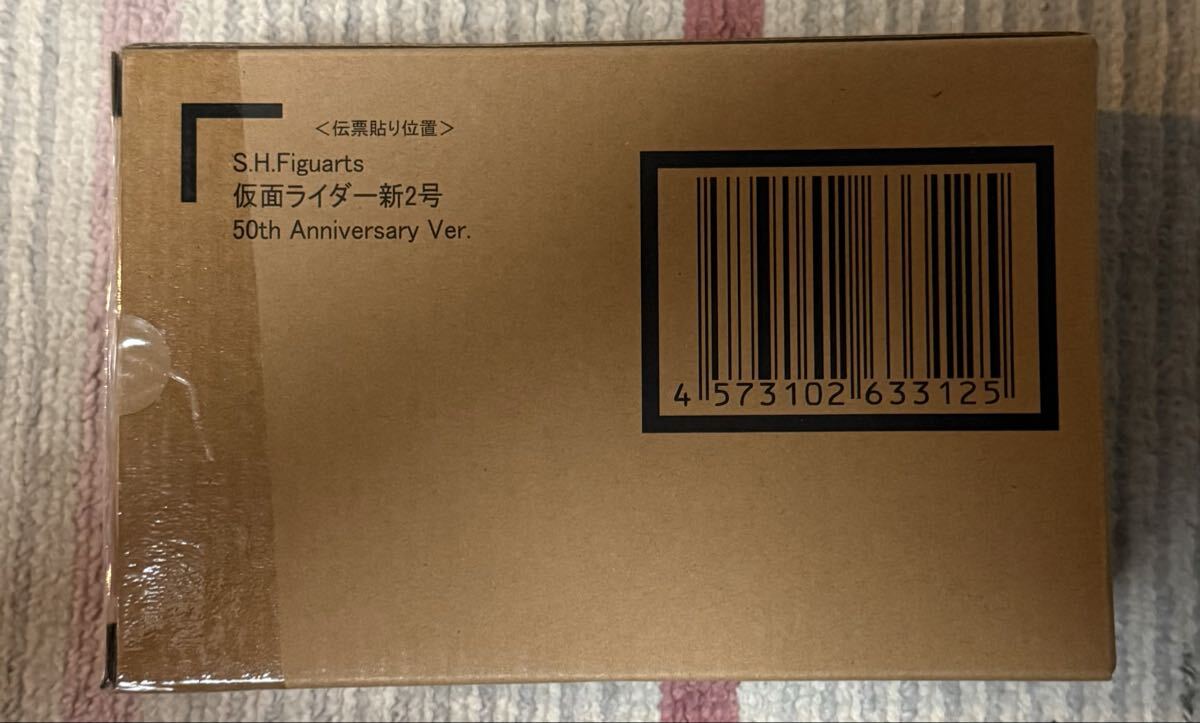 ＜伝票貼り位置＞
S.H.Figuarts
仮面ライダー新2号
50th Anniversary Ver.
4 573102 633125